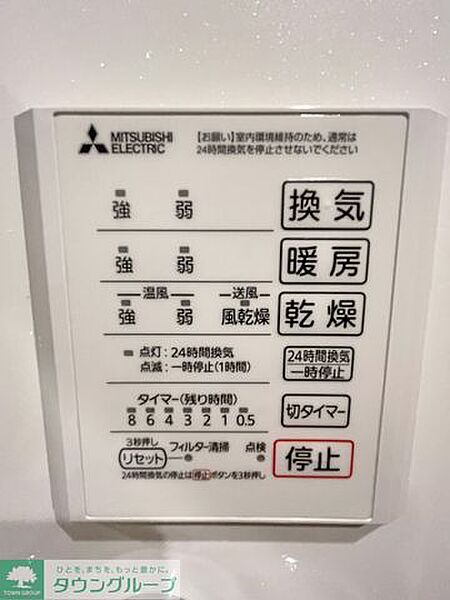 MITSUBISHI
ELECTRIC
【お願い】室内環境維持のため、通常は
24時間換気を停止させないでください
強 弱 換気
強 弱 暖房
温風 送風
強 弱 風乾燥 乾燥
点灯：24時間換気
点滅：一時停止(1時間)
24時間換気
一時停止
タイマー(残り時間)
8 6 4 3 2 1 0.5
切タイマー
3秒押し
リセット フィルター清掃 点検
停止
24時間換気の停止は停止ボタンを3秒押し
TOWN GROUP
ひとを、まちを、もっと豊かに。
タウングループ